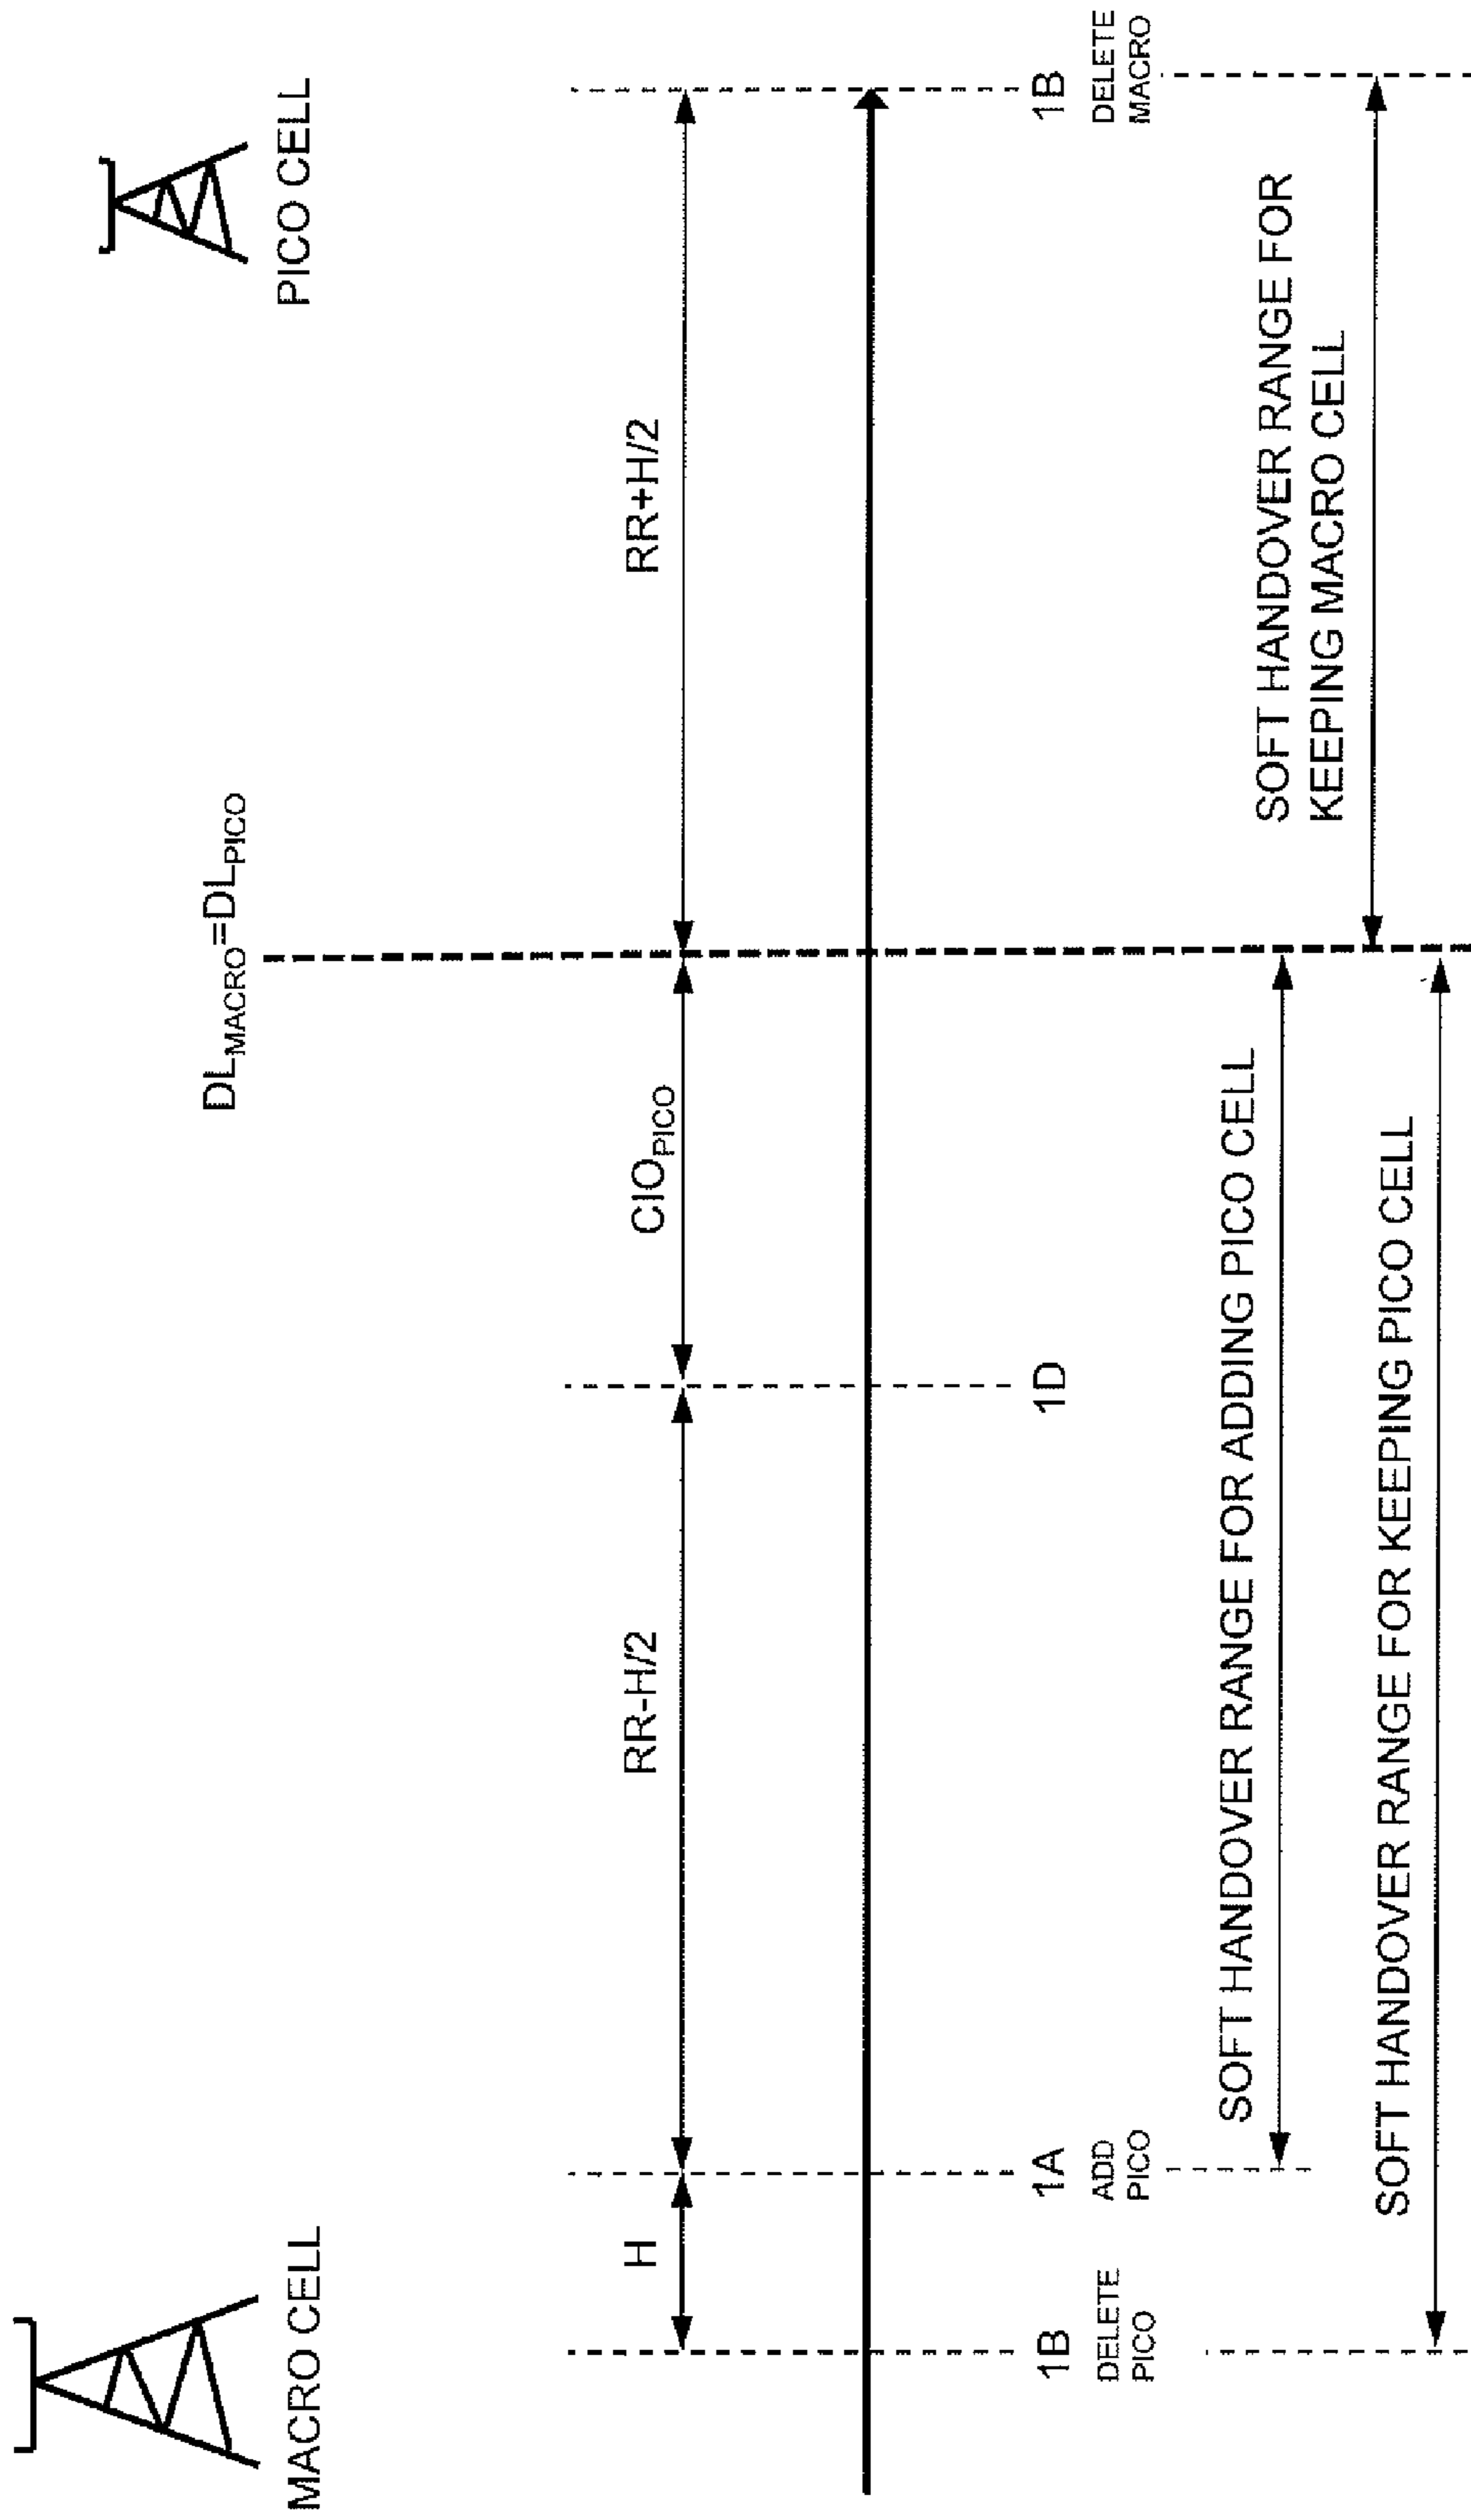 MACRO CELL
PICO CELL
DL_MACRO=DL_PICO
H
RR-H/2
CIO_PICO
RR+H/2
1B
DELETE
PICO
1A
ADD
PICO
1D
1B
DELETE
MACRO
SOFT HANDOVER RANGE FOR ADDING PICO CELL
SOFT HANDOVER RANGE FOR
KEEPING MACRO CELL
SOFT HANDOVER RANGE FOR KEEPING PICO CELL